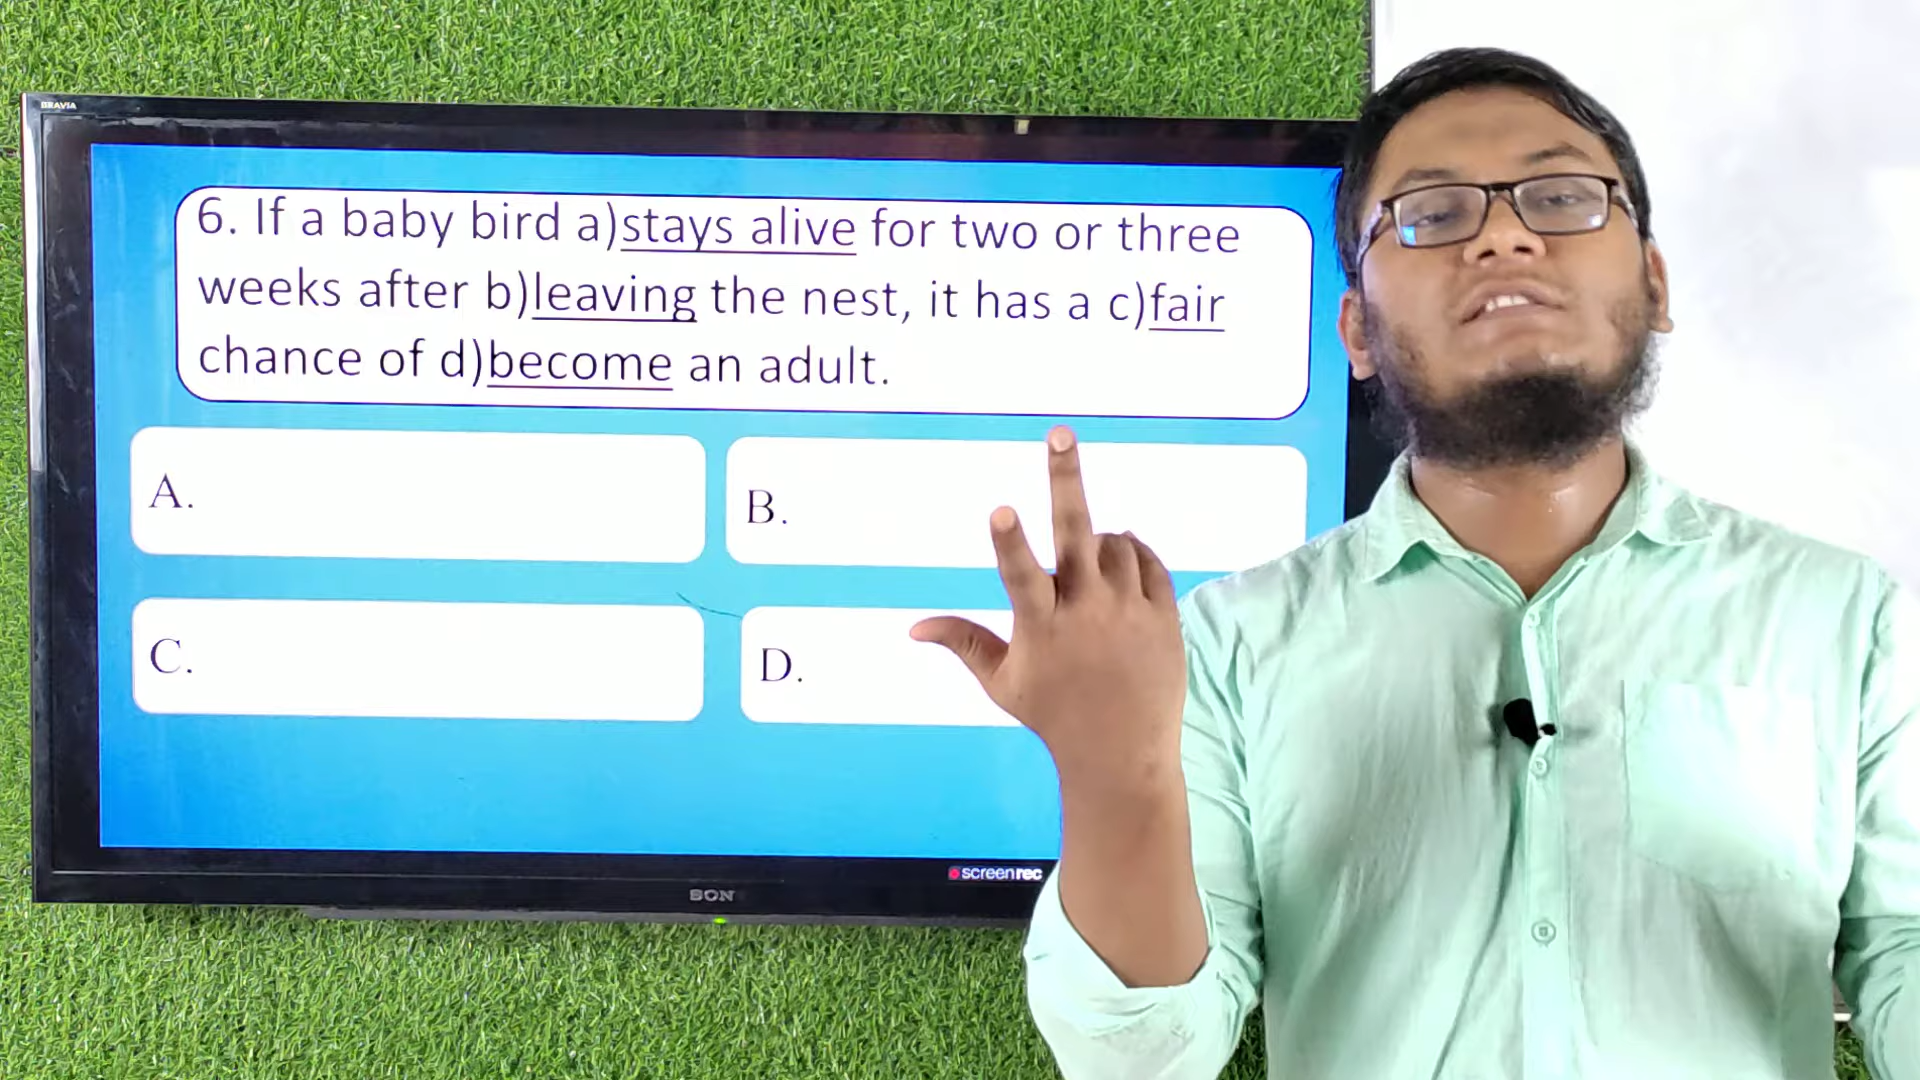 BRAVIA
6. If a baby bird a)stays alive for two or three
weeks after b)leaving the nest, it has a c)fair
chance of d)become an adult.
A.
B.
C.
D.
screenrec
SON